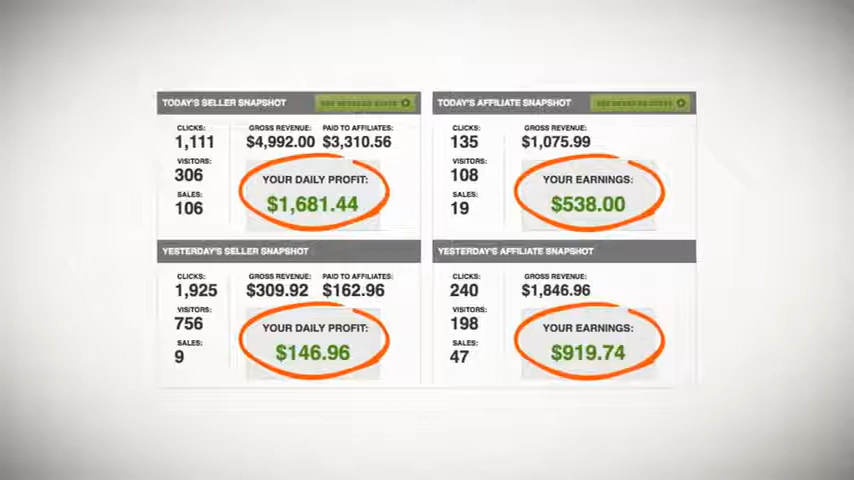 TODAY'S SELLER SNAPSHOT
CLICKS:
1,111
VISITORS:
306
SALES:
106
GROSS REVENUE: PAID TO AFFILIATES:
$4,992.00 $3,310.56
YOUR DAILY PROFIT:
$1,681.44
TODAY'S AFFILIATE SNAPSHOT
CLICKS:
135
VISITORS:
108
SALES:
19
GROSS REVENUE:
$1,075.99
YOUR EARNINGS:
$538.00
YESTERDAY'S SELLER SNAPSHOT
CLICKS:
1,925
VISITORS:
756
SALES:
9
GROSS REVENUE: PAID TO AFFILIATES:
$309.92 $162.96
YOUR DAILY PROFIT:
$146.96
YESTERDAY'S AFFILIATE SNAPSHOT
CLICKS:
240
VISITORS:
198
SALES:
47
GROSS REVENUE:
$1,846.96
YOUR EARNINGS:
$919.74